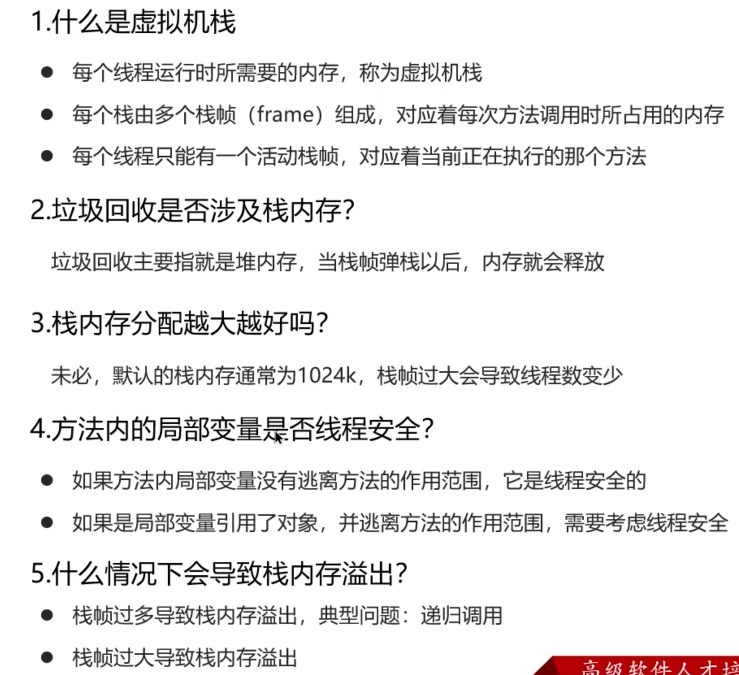 1.什么是虚拟机栈
● 每个线程运行时所需要的内存，称为虚拟机栈
● 每个栈由多个栈帧（frame）组成，对应着每次方法调用时所占用的内存
● 每个线程只能有一个活动栈帧，对应着当前正在执行的那个方法
2.垃圾回收是否涉及栈内存？
垃圾回收主要指就是堆内存，当栈帧弹栈以后，内存就会释放
3.栈内存分配越大越好吗？
未必，默认的栈内存通常为1024k，栈帧过大会导致线程数变少
4.方法内的局部变量是否线程安全？
● 如果方法内局部变量没有逃离方法的作用范围，它是线程安全的
● 如果是局部变量引用了对象，并逃离方法的作用范围，需要考虑线程安全
5.什么情况下会导致栈内存溢出？
● 栈帧过多导致栈内存溢出，典型问题：递归调用
● 栈帧过大导致栈内存溢出
高级软件人才培